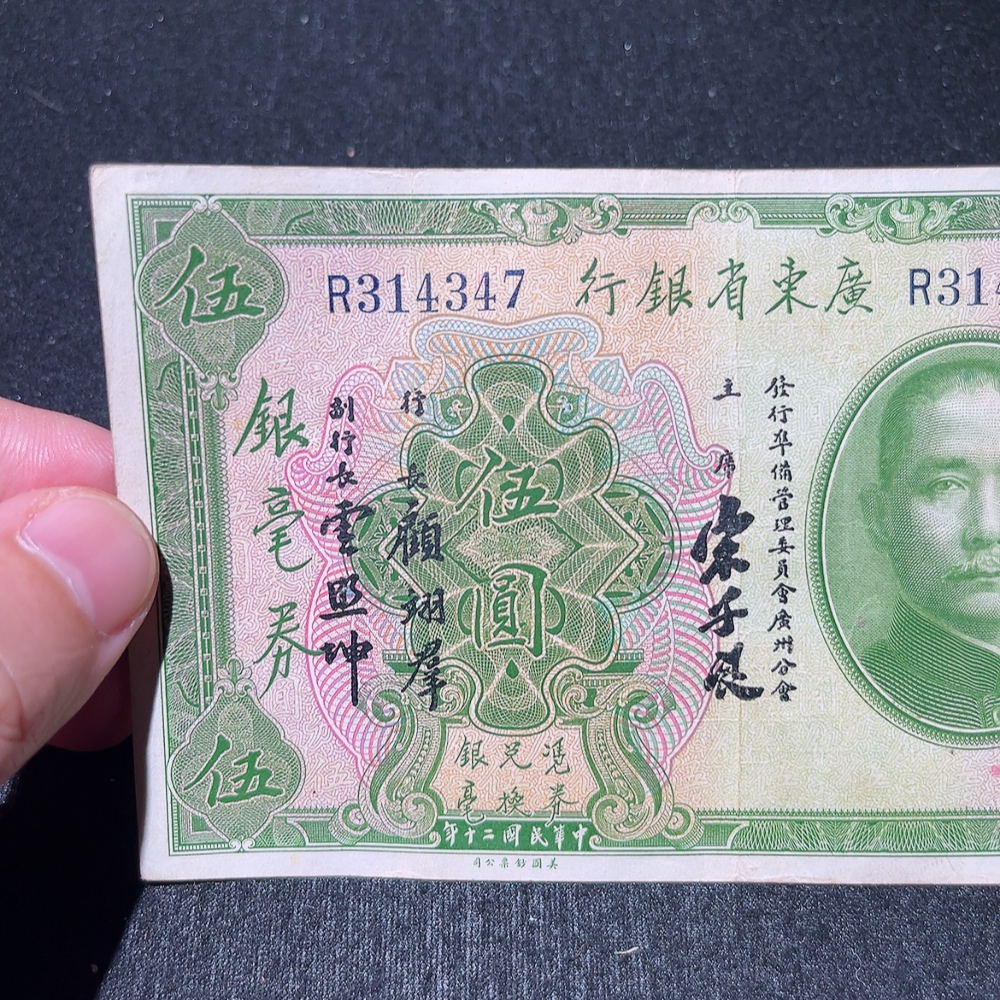 廣東省銀行
R314347
R31
伍
發行準備管理委員會廣州分會
主席宋子良
伍圓
行長顧翊羣
副行長雲照坤
銀毫券
憑券兌換銀毫
伍
中華民國二十年
美國鈔票公司